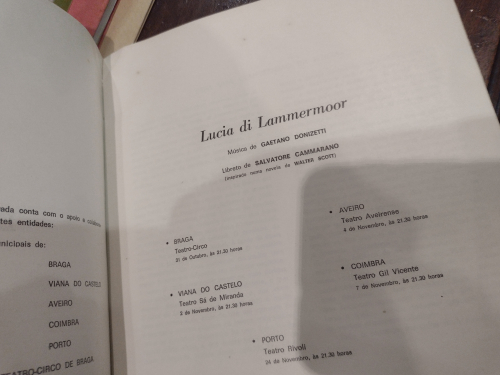 ada conta com o apoio e
tes entidades:
nicipais de:
BRAGA
VIANA DO CASTELO
AVEIRO
COIMBRA
PORTO
TEATRO-CIRCO DE BRAGA
Lucia di Lammermoor
Música de GAETANO DONIZETTI
Libreto de SALVATORE CAMMARANO
(inspirado numa novela de WALTER SCOTT)
• BRAGA
Teatro-Circo
31 de Outubro, às 21.30 horas
• VIANA DO CASTELO
Teatro Sá de Miranda
2 de Novembro, às 21.30 horas
• AVEIRO
Teatro Aveirense
4 de Novembro, às 21.30 horas
• COIMBRA
Teatro Gil Vicente
7 de Novembro, às 21.30 horas
• PORTO
Teatro Rivoli
24 de Novembro, às 21.30 horas